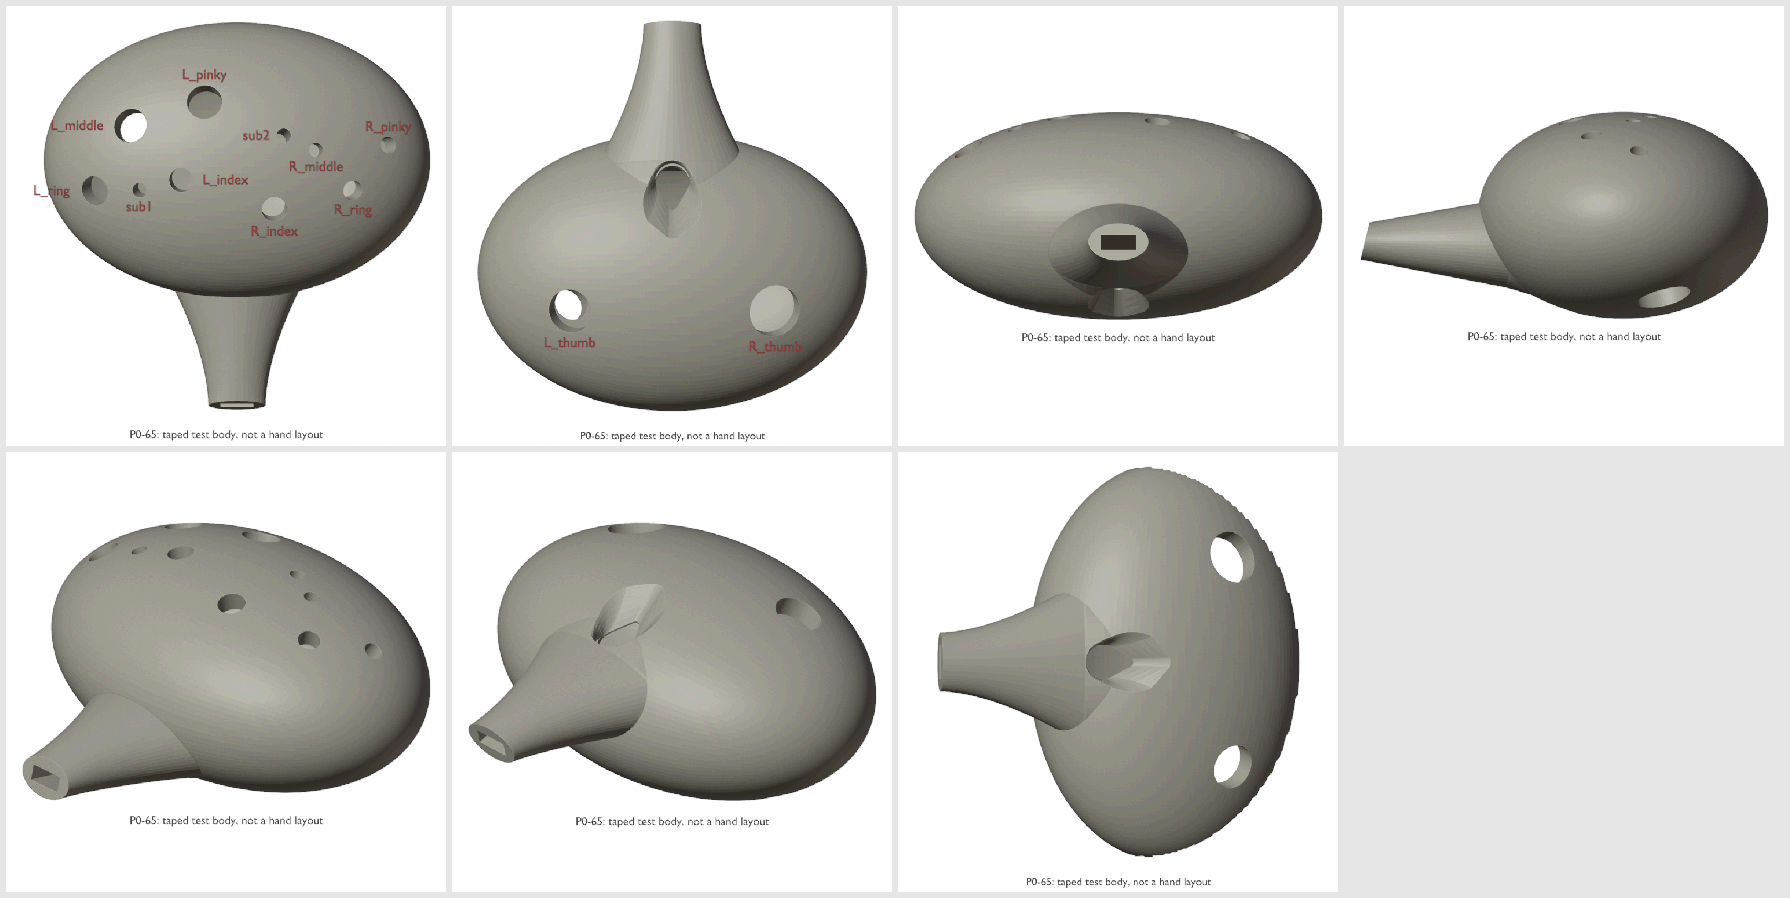 L_pinky
L_middle
sub2
R_pinky
R_middle
L_index
L_ring
sub1
R_ring
R_index
P0-65: taped test body, not a hand layout
L_thumb
R_thumb
P0-65: taped test body, not a hand layout
P0-65: taped test body, not a hand layout
P0-65: taped test body, not a hand layout
P0-65: taped test body, not a hand layout
P0-65: taped test body, not a hand layout
P0-65: taped test body, not a hand layout